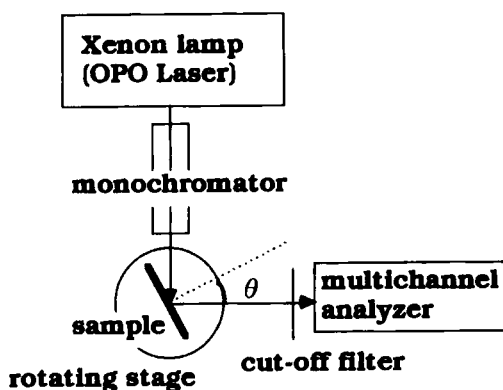 Xenon lamp
(OPO Laser)
monochromator
θ
multichannel
analyzer
sample
cut-off filter
rotating stage